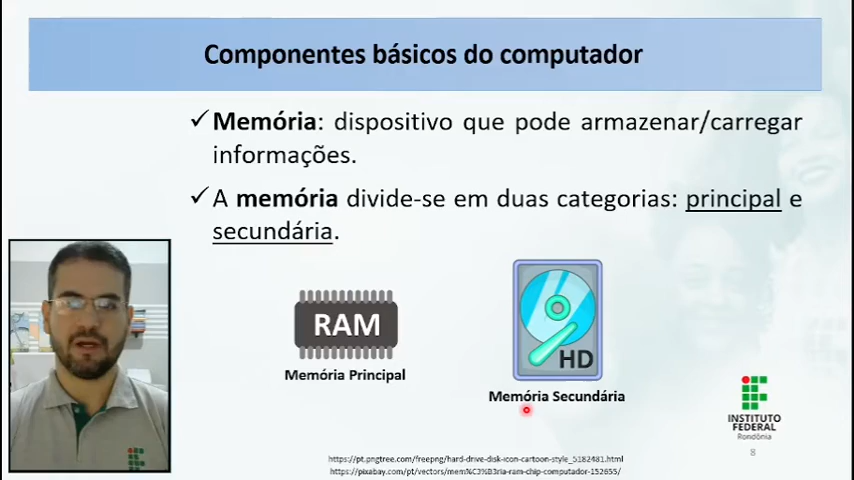 Componentes básicos do computador
✓Memória: dispositivo que pode armazenar/carregar
informações.
✓A memória divide-se em duas categorias: principal e
secundária.
RAM
HD
Memória Principal
Memória Secundária
INSTITUTO
FEDERAL
Rondônia
8
https://pt.pngtree.com/freepng/hard-drive-disk-icon-cartoon-style_5182481.html
https://pixabay.com/pt/vectors/mem%C3%B3ria-ram-chip-computador-152655/